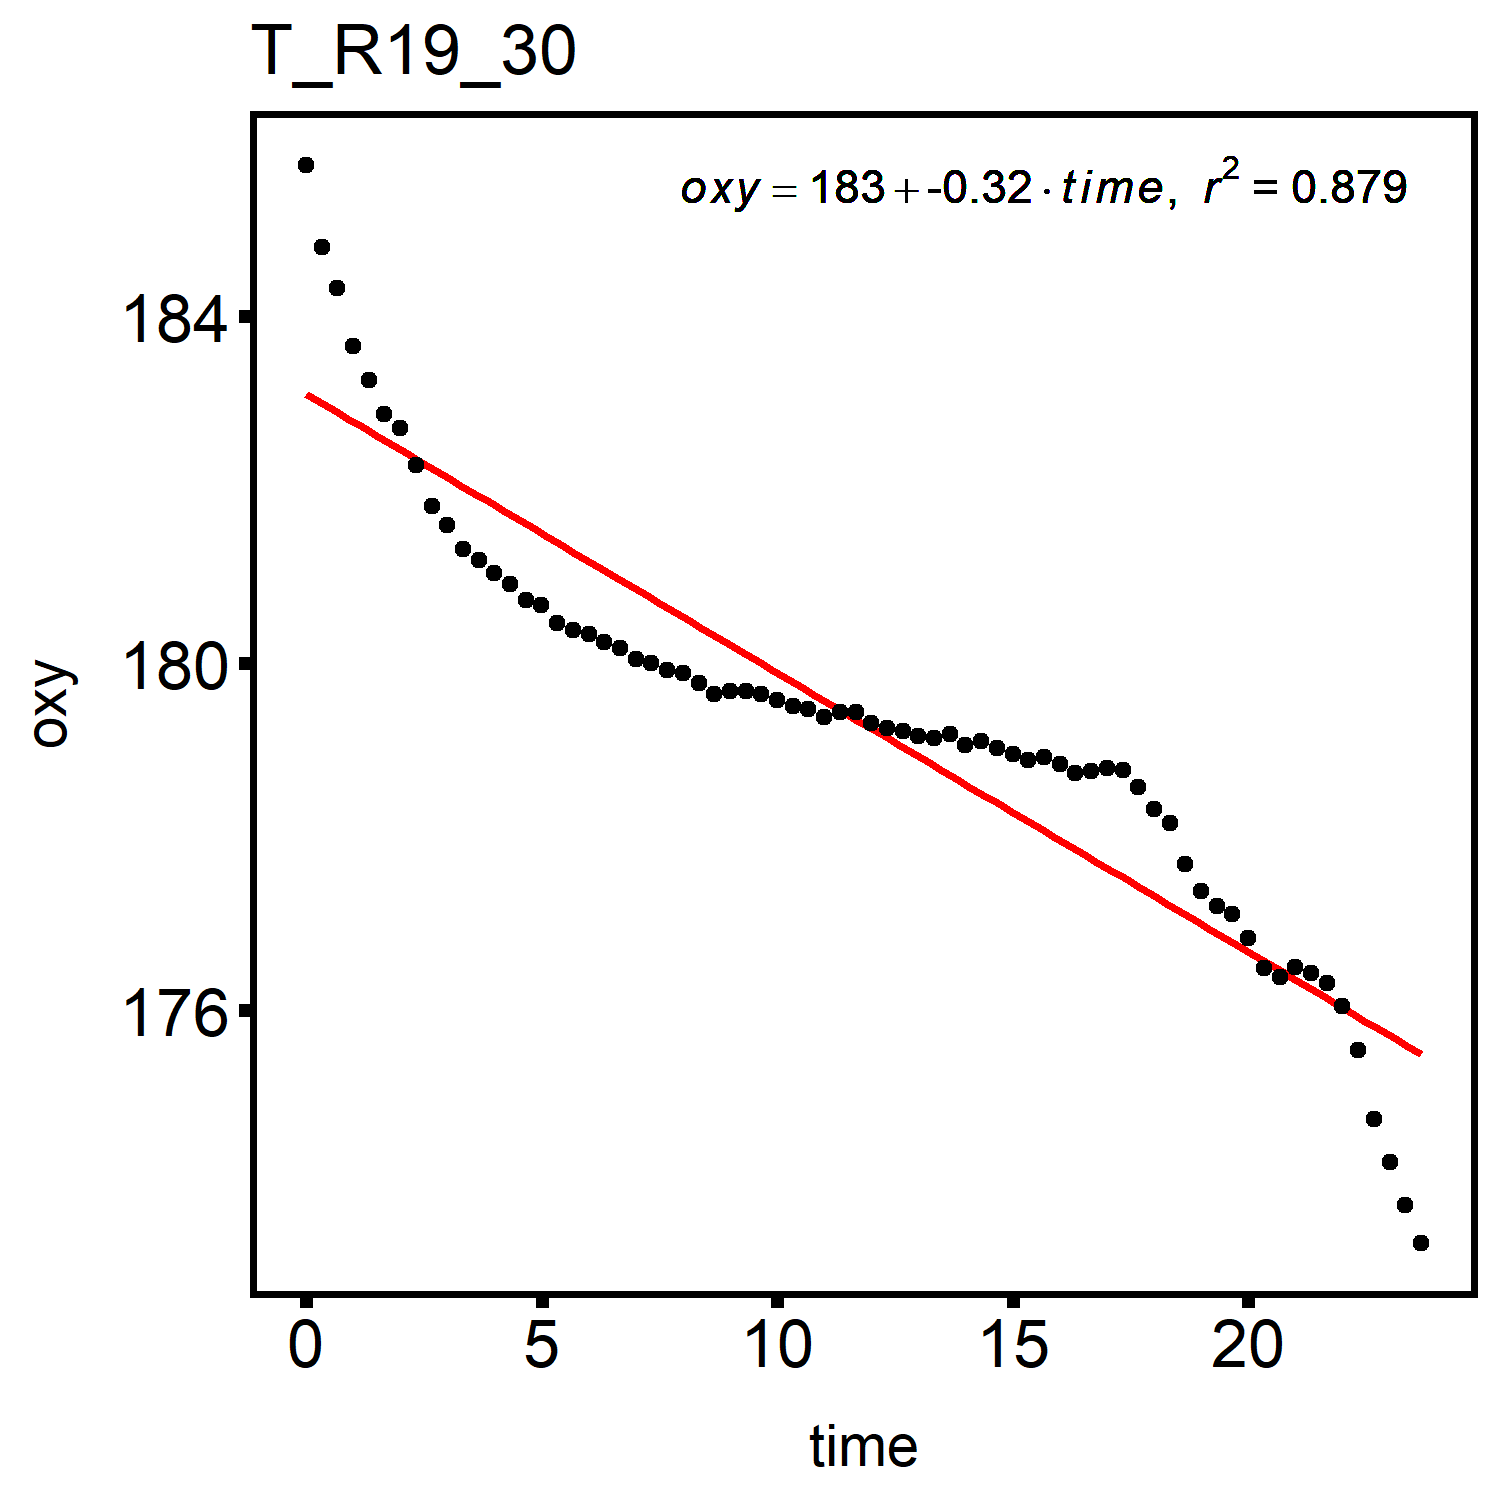 T_R19_30
oxy = 183 + -0.32 · time, r² = 0.879
184
180
176
oxy
0 5 10 15 20
time